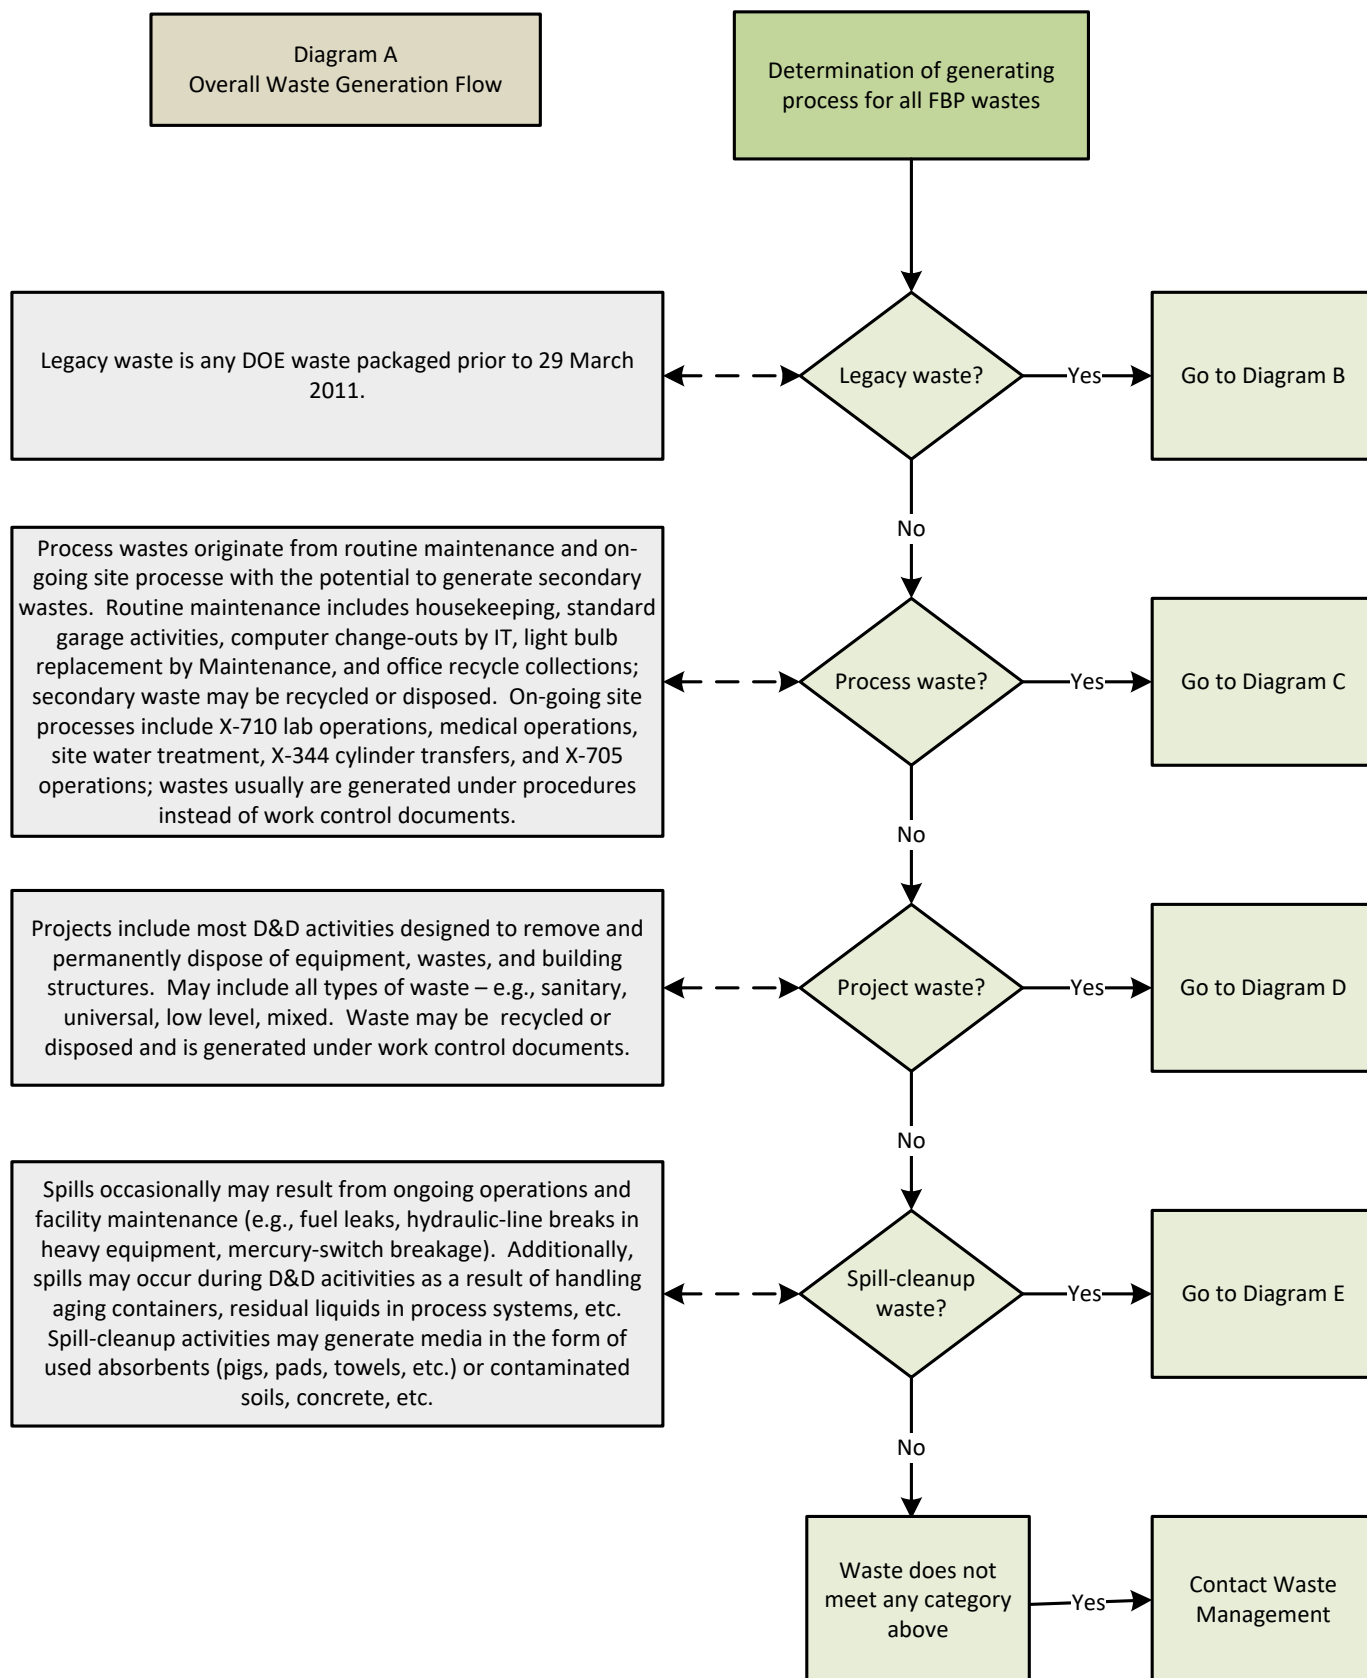 Diagram A
Overall Waste Generation Flow
Determination of generating
process for all FBP wastes
Legacy waste is any DOE waste packaged prior to 29 March
2011.
Legacy waste?
Yes
Go to Diagram B
No
Process wastes originate from routine maintenance and on-
going site processe with the potential to generate secondary
wastes.  Routine maintenance includes housekeeping, standard
garage activities, computer change-outs by IT, light bulb
replacement by Maintenance, and office recycle collections;
secondary waste may be recycled or disposed.  On-going site
processes include X-710 lab operations, medical operations,
site water treatment, X-344 cylinder transfers, and X-705
operations; wastes usually are generated under procedures
instead of work control documents.
Process waste?
Yes
Go to Diagram C
No
Projects include most D&D activities designed to remove and
permanently dispose of equipment, wastes, and building
structures.  May include all types of waste – e.g., sanitary,
universal, low level, mixed.  Waste may be  recycled or
disposed and is generated under work control documents.
Project waste?
Yes
Go to Diagram D
No
Spills occasionally may result from ongoing operations and
facility maintenance (e.g., fuel leaks, hydraulic-line breaks in
heavy equipment, mercury-switch breakage).  Additionally,
spills may occur during D&D acitivities as a result of handling
aging containers, residual liquids in process systems, etc.
Spill-cleanup activities may generate media in the form of
used absorbents (pigs, pads, towels, etc.) or contaminated
soils, concrete, etc.
Spill-cleanup
waste?
Yes
Go to Diagram E
No
Waste does not
meet any category
above
Yes
Contact Waste
Management